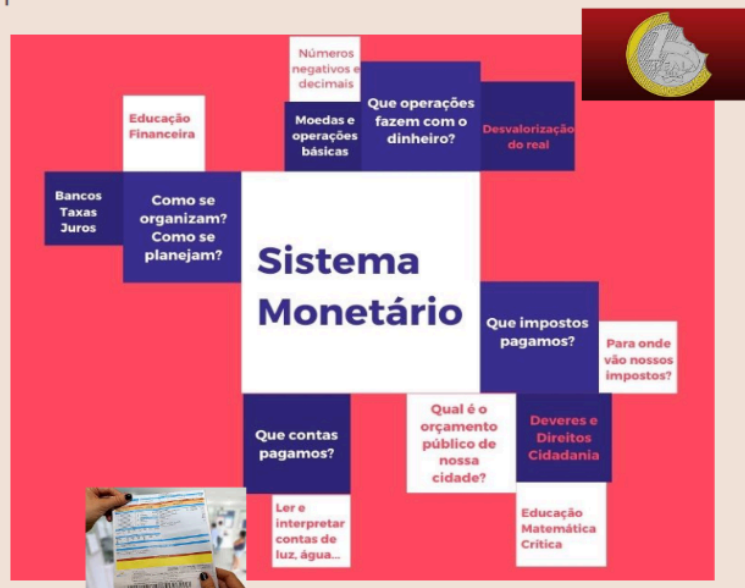 Números
negativos e
decimais
Moedas e
operações
básicas
Que operações
fazem com o
dinheiro?
Desvalorização
do real
1
REAL
Educação
Financeira
Bancos
Taxas
Juros
Como se
organizam?
Como se
planejam?
Sistema
Monetário
Que impostos
pagamos?
Para onde
vão nossos
impostos?
Que contas
pagamos?
Qual é o
orçamento
público de
nossa
cidade?
Deveres e
Direitos
Cidadania
Ler e
interpretar
contas de
luz, água...
Educação
Matemática
Crítica